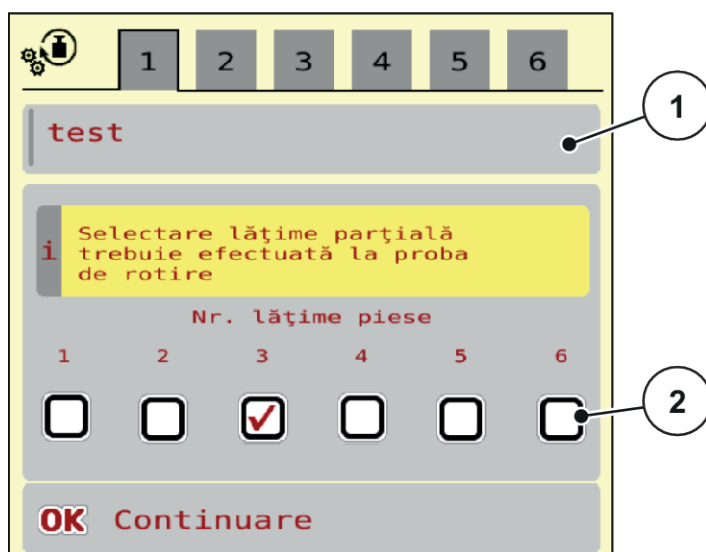 1 2 3 4 5 6
1
test
i
Selectare lăţime parţială
trebuie efectuată la proba
de rotire
Nr. lăţime piese
1 2 3 4 5 6
2
OK Continuare